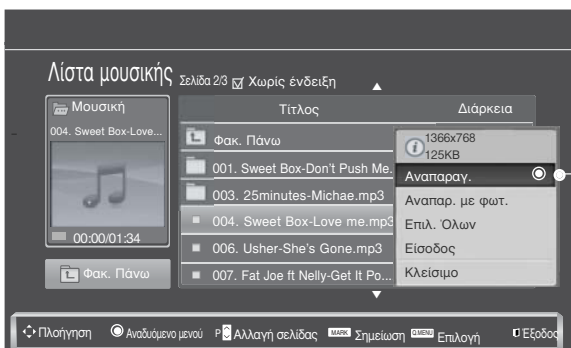 Λίστα μουσικής Σελίδα 2/3 Χωρίς ένδειξη
Μουσική
004. Sweet Box-Love...
00:00/01:34
Φακ. Πάνω
Τίτλος Διάρκεια
Φακ. Πάνω
001. Sweet Box-Don't Push Me.
003. 25minutes-Michae.mp3
004. Sweet Box-Love me.mp3
006. Usher-She's Gone.mp3
007. Fat Joe ft Nelly-Get It Po...
1366x768
125KB
Αναπαραγ.
Αναπαρ. με φωτ.
Επιλ. Όλων
Είσοδος
Κλείσιμο
Πλοήγηση Αναδυόμενο μενού P Αλλαγή σελίδας MARK Σημείωση Q.MENU Επιλογή Έξοδος